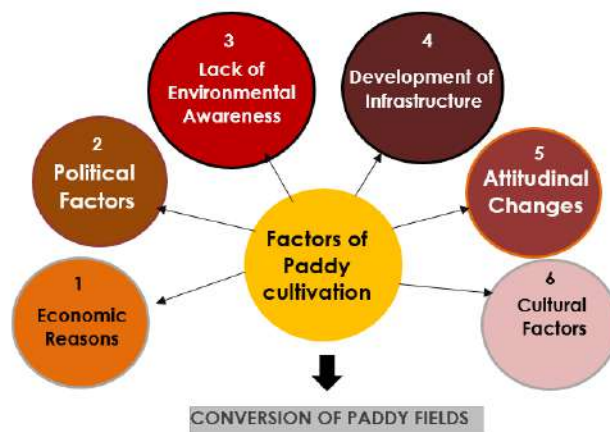 1
Economic
Reasons
2
Political
Factors
3
Lack of
Environmental
Awareness
4
Development of
Infrastructure
5
Attitudinal
Changes
6
Cultural
Factors
Factors of
Paddy
cultivation
CONVERSION OF PADDY FIELDS